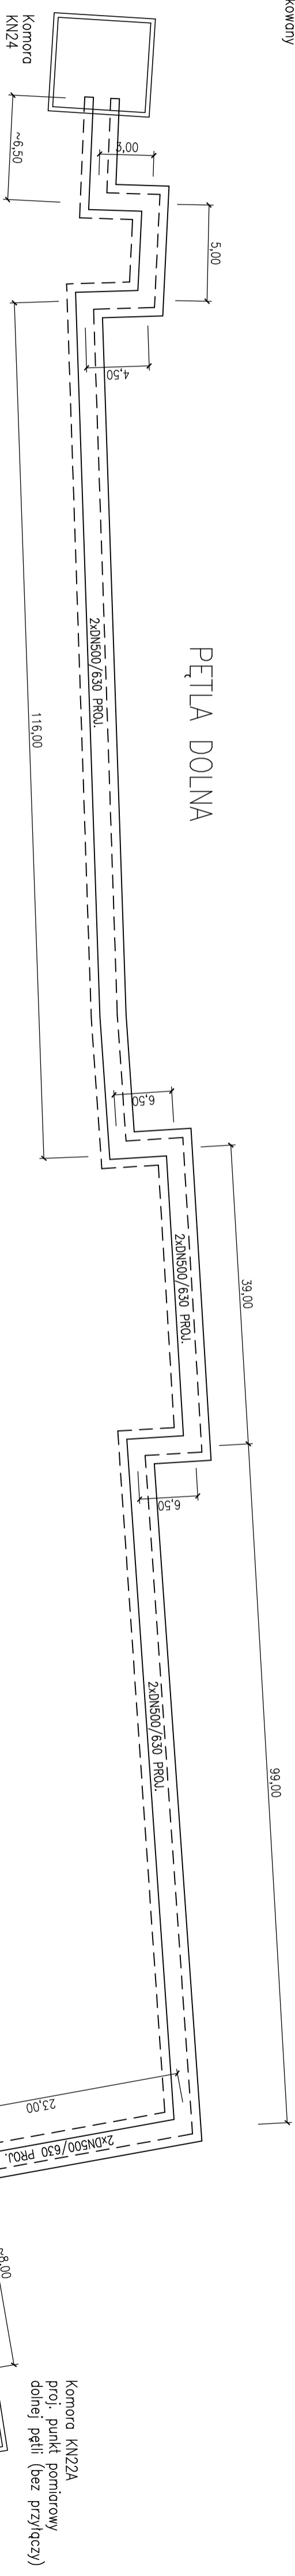 kowany
Komora
KN24
~6,50
3,00
5,00
4,50
2xDN500/630 PROJ.
116,00
PĘTLA DOLNA
6,50
2xDN500/630 PROJ.
39,00
6,50
2xDN500/630 PROJ.
99,00
23,00
2xDN500/630 PROJ.
~8,00
Komora KN22A
proj. punkt pomiarowy
dolnej pętli (bez przyłączy)